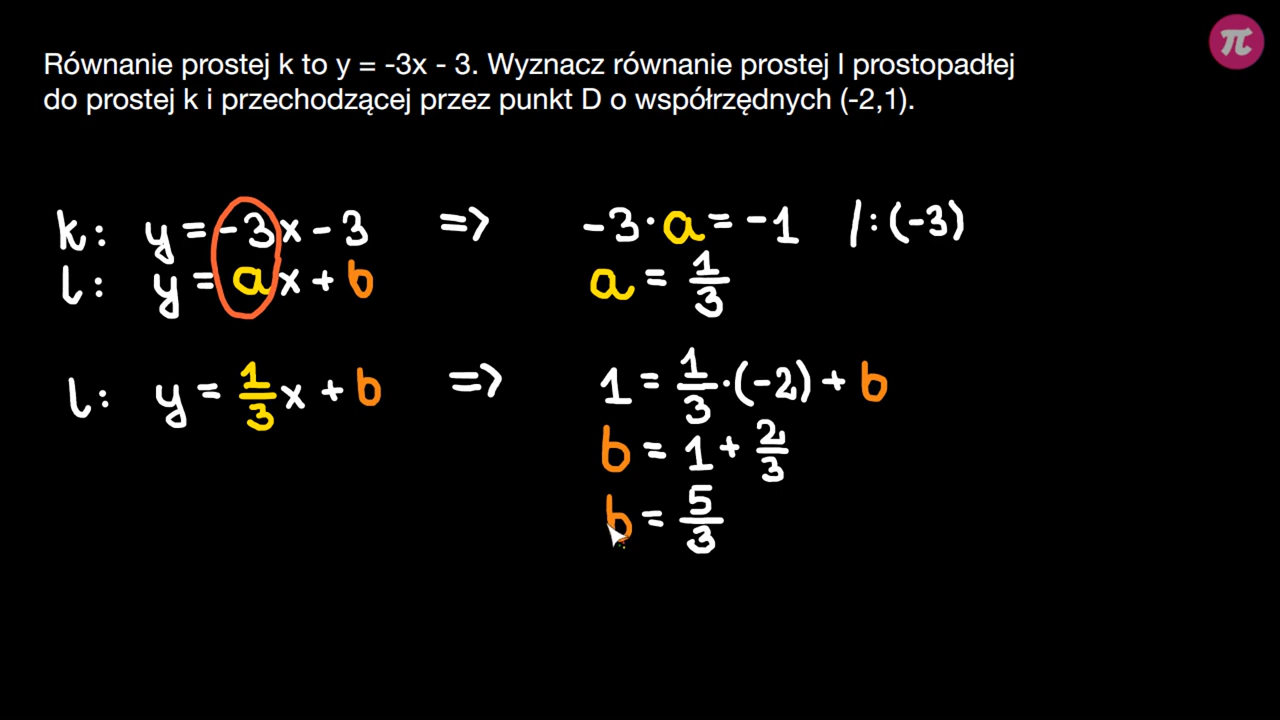 π
Równanie prostej k to y = -3x - 3. Wyznacz równanie prostej l prostopadłej
do prostej k i przechodzącej przez punkt D o współrzędnych (-2,1).
k: y = -3x - 3 => -3 · a = -1 /:(-3)
l: y = ax + b a = 1/3
l: y = 1/3 x + b => 1 = 1/3 · (-2) + b
b = 1 + 2/3
b = 5/3